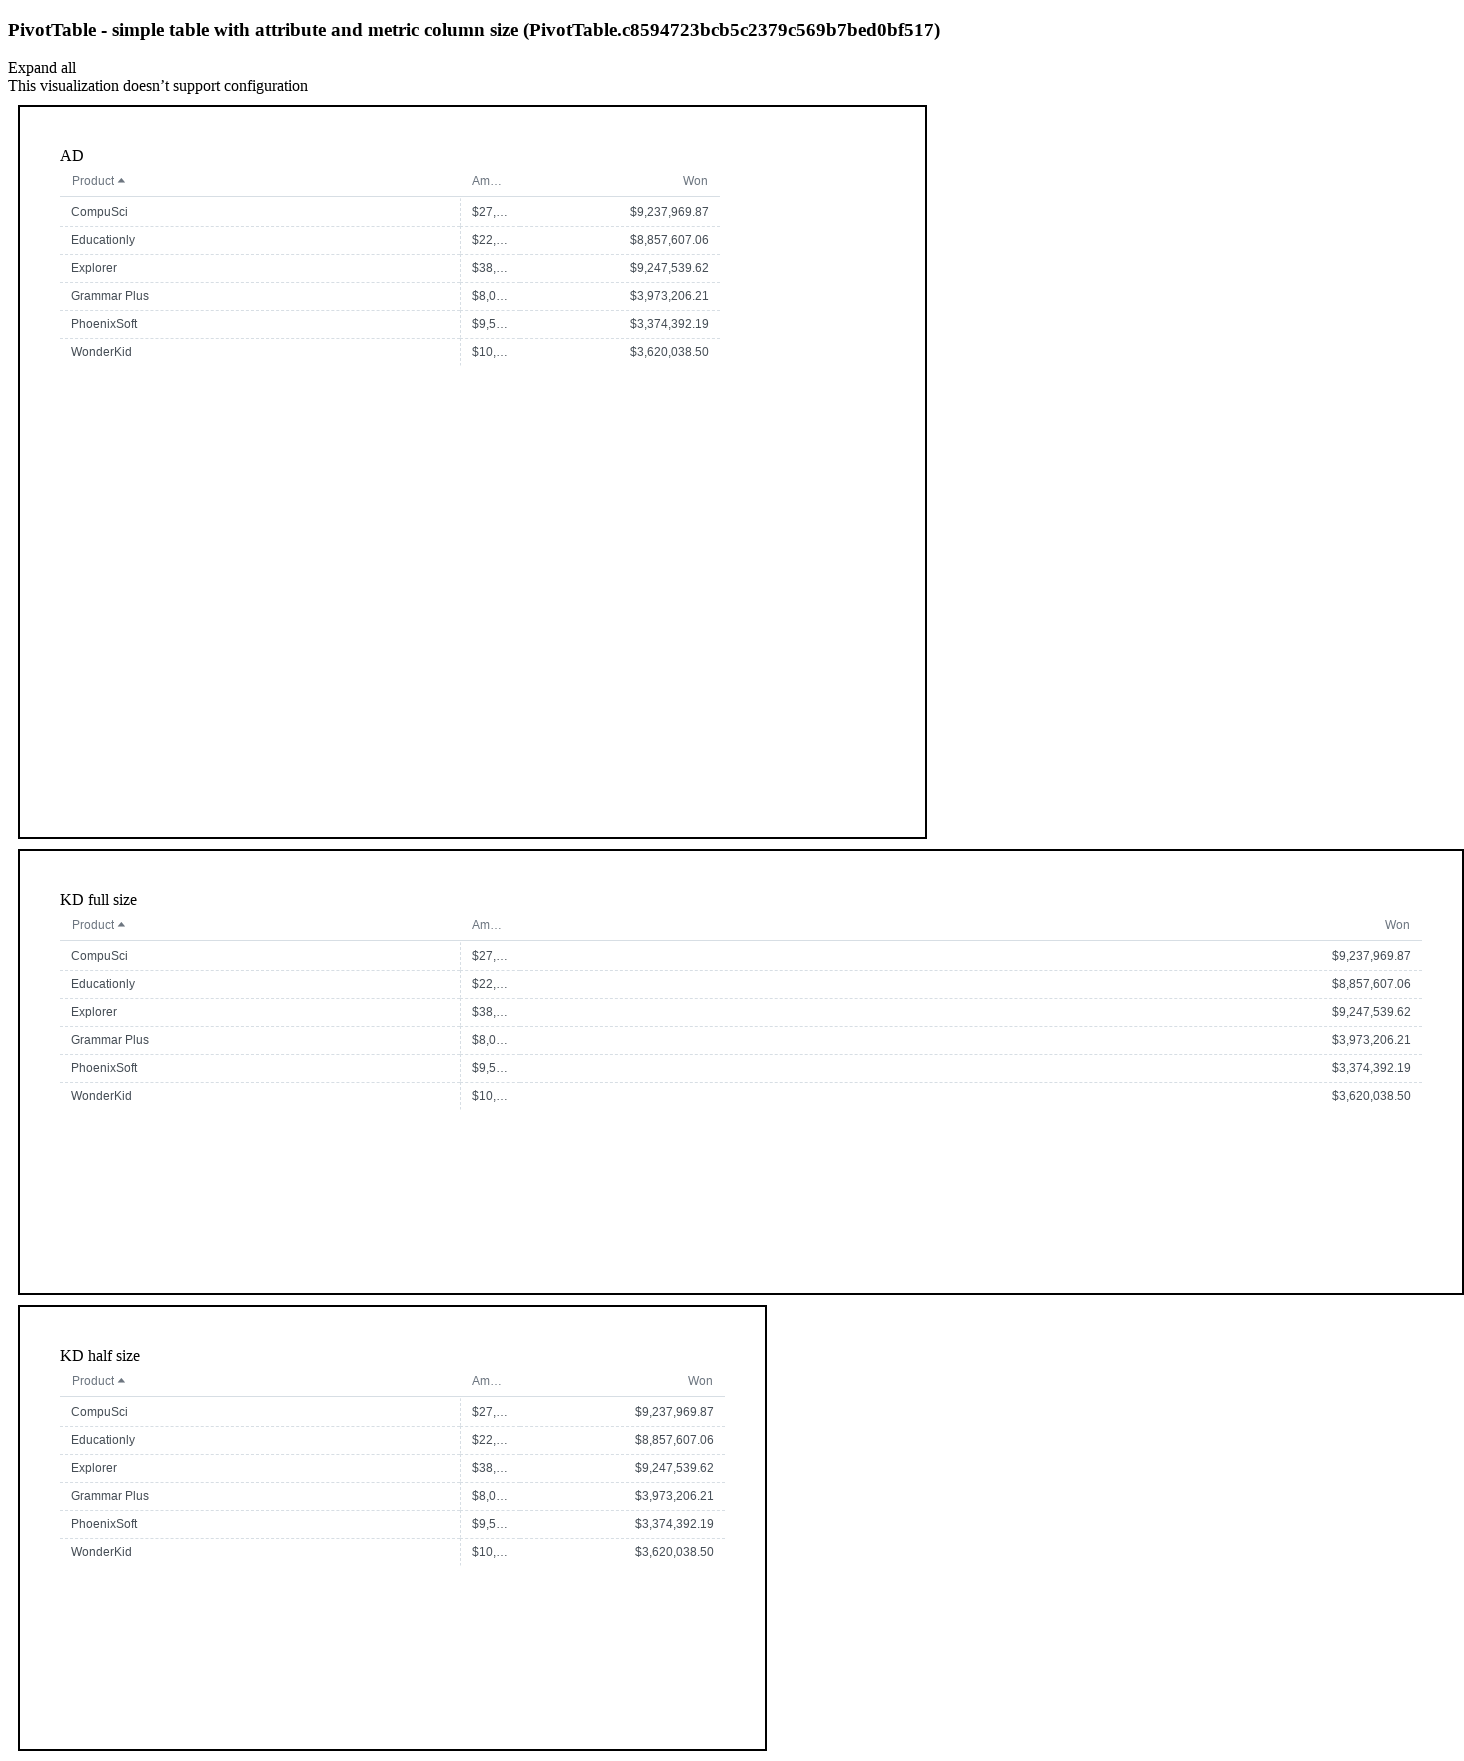 PivotTable - simple table with attribute and metric column size (PivotTable.c8594723bcb5c2379c569b7bed0bf517)
Expand all
This visualization doesn’t support configuration
AD
Product Am… Won
CompuSci $27,… $9,237,969.87
Educationly $22,… $8,857,607.06
Explorer $38,… $9,247,539.62
Grammar Plus $8,0… $3,973,206.21
PhoenixSoft $9,5… $3,374,392.19
WonderKid $10,… $3,620,038.50
KD full size
Product Am… Won
CompuSci $27,… $9,237,969.87
Educationly $22,… $8,857,607.06
Explorer $38,… $9,247,539.62
Grammar Plus $8,0… $3,973,206.21
PhoenixSoft $9,5… $3,374,392.19
WonderKid $10,… $3,620,038.50
KD half size
Product Am… Won
CompuSci $27,… $9,237,969.87
Educationly $22,… $8,857,607.06
Explorer $38,… $9,247,539.62
Grammar Plus $8,0… $3,973,206.21
PhoenixSoft $9,5… $3,374,392.19
WonderKid $10,… $3,620,038.50